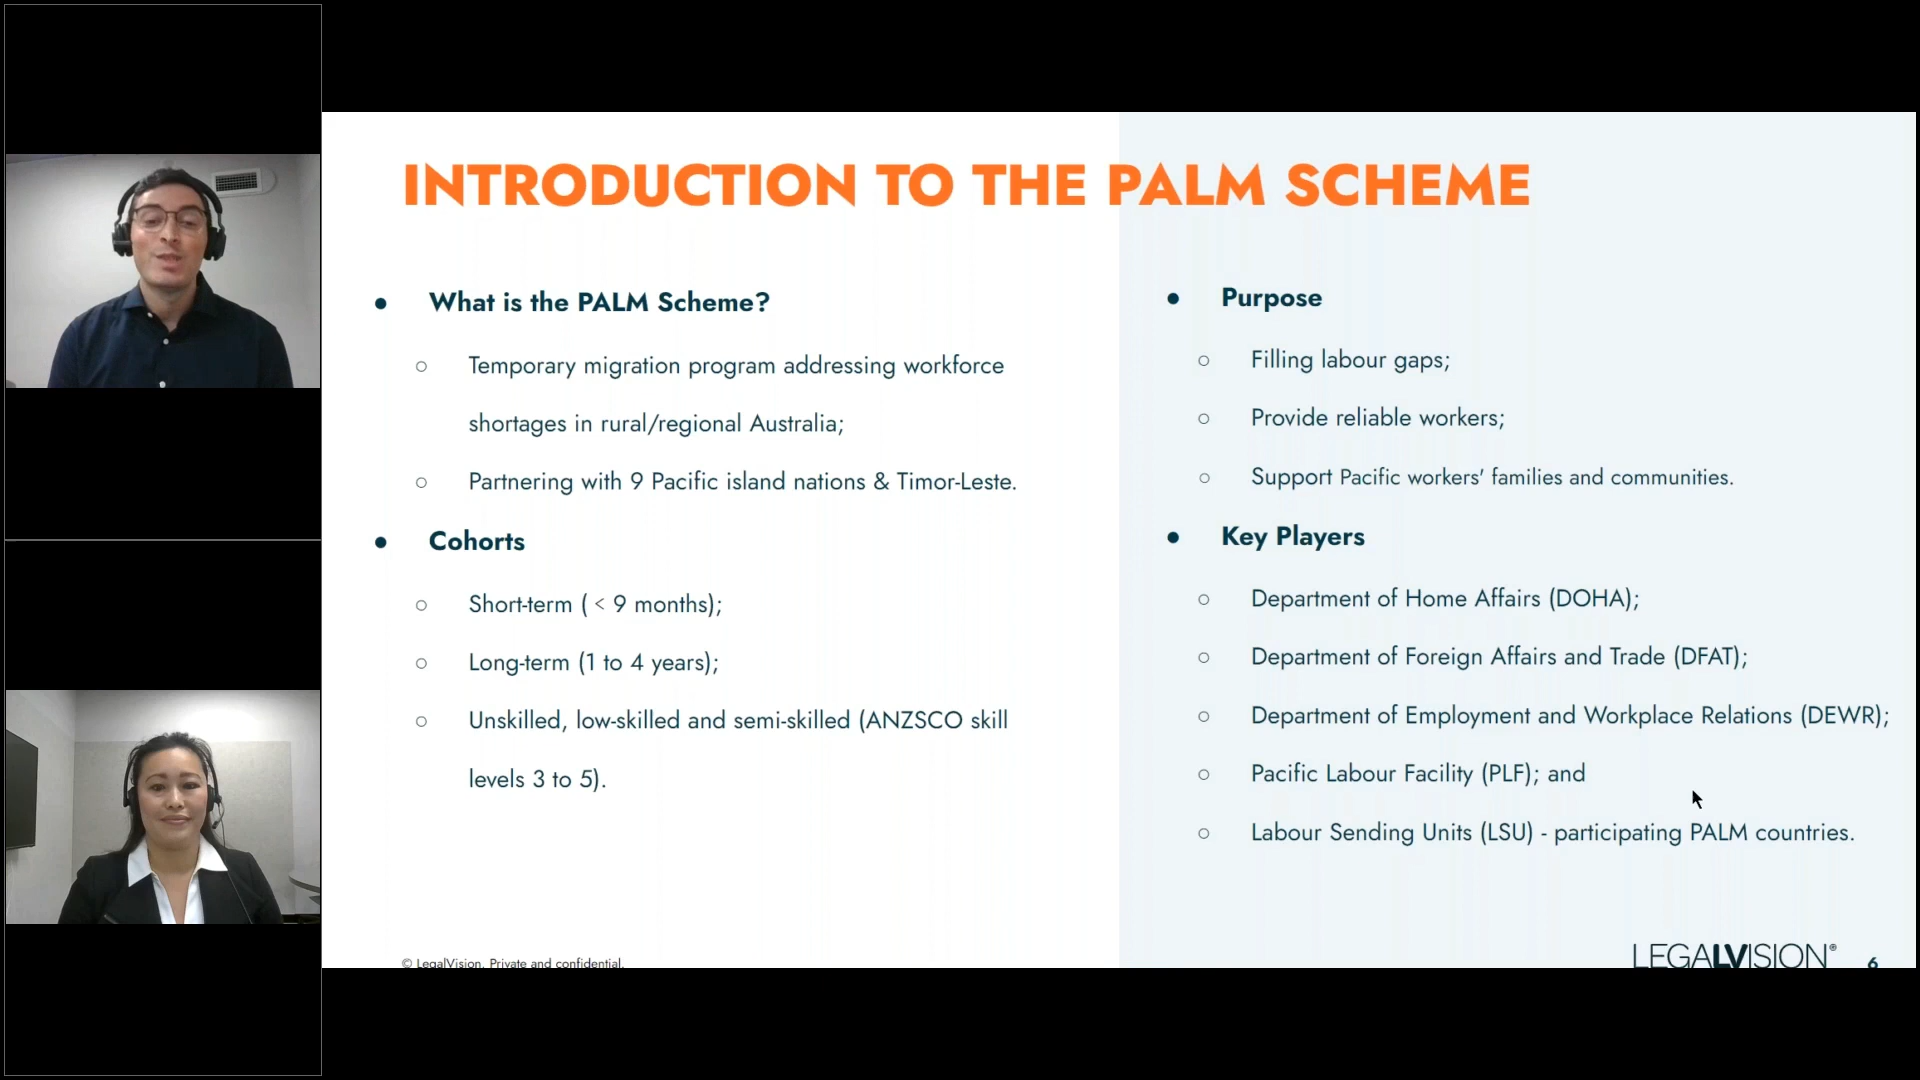 INTRODUCTION TO THE PALM SCHEME
● What is the PALM Scheme?
○ Temporary migration program addressing workforce
shortages in rural/regional Australia;
○ Partnering with 9 Pacific island nations & Timor-Leste.
● Cohorts
○ Short-term ( < 9 months);
○ Long-term (1 to 4 years);
○ Unskilled, low-skilled and semi-skilled (ANZSCO skill
levels 3 to 5).
● Purpose
○ Filling labour gaps;
○ Provide reliable workers;
○ Support Pacific workers' families and communities.
● Key Players
○ Department of Home Affairs (DOHA);
○ Department of Foreign Affairs and Trade (DFAT);
○ Department of Employment and Workplace Relations (DEWR);
○ Pacific Labour Facility (PLF); and
○ Labour Sending Units (LSU) - participating PALM countries.
© LegalVision. Private and confidential.
LEGALVISION®
6